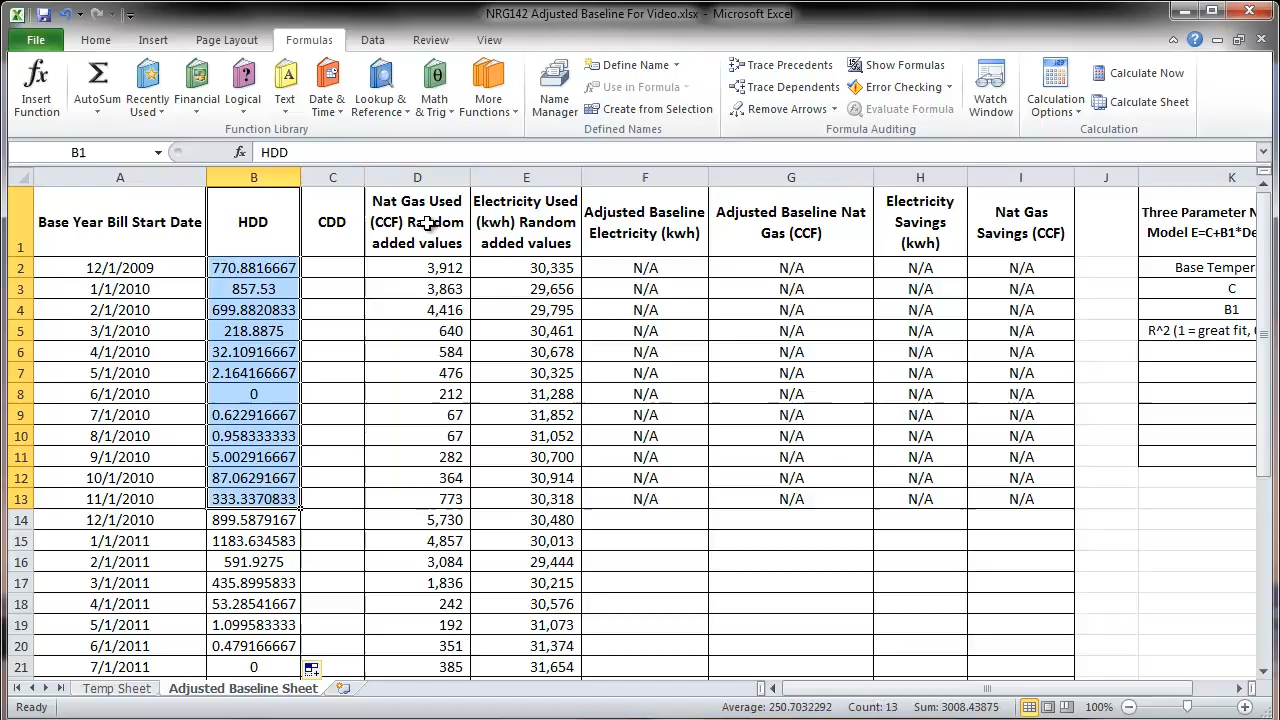 NRG142 Adjusted Baseline For Video.xlsx - Microsoft Excel
File Home Insert Page Layout Formulas Data Review View
fx Σ A θ
Insert Function AutoSum Recently Used Financial Logical Text Date & Time Lookup & Reference Math & Trig More Functions
Function Library
Name Manager Define Name Use in Formula Create from Selection
Defined Names
Trace Precedents Trace Dependents Remove Arrows Show Formulas Error Checking Evaluate Formula Watch Window
Formula Auditing
Calculation Options Calculate Now Calculate Sheet
Calculation
B1 fx HDD
A B C D E F G H I J K
1 Base Year Bill Start Date HDD CDD Nat Gas Used (CCF) Random added values Electricity Used (kwh) Random added values Adjusted Baseline Electricity (kwh) Adjusted Baseline Nat Gas (CCF) Electricity Savings (kwh) Nat Gas Savings (CCF) Three Parameter Model E=C+B1*De
2 12/1/2009 770.8816667 3,912 30,335 N/A N/A N/A N/A Base Temper
3 1/1/2010 857.53 3,863 29,656 N/A N/A N/A N/A C
4 2/1/2010 699.8820833 4,416 29,795 N/A N/A N/A N/A B1
5 3/1/2010 218.8875 640 30,461 N/A N/A N/A N/A R^2 (1 = great fit,
6 4/1/2010 32.10916667 584 30,678 N/A N/A N/A N/A
7 5/1/2010 2.164166667 476 30,325 N/A N/A N/A N/A
8 6/1/2010 0 212 31,288 N/A N/A N/A N/A
9 7/1/2010 0.622916667 67 31,852 N/A N/A N/A N/A
10 8/1/2010 0.958333333 67 31,052 N/A N/A N/A N/A
11 9/1/2010 5.002916667 282 30,700 N/A N/A N/A N/A
12 10/1/2010 87.06291667 364 30,914 N/A N/A N/A N/A
13 11/1/2010 333.3370833 773 30,318 N/A N/A N/A N/A
14 12/1/2010 899.5879167 5,730 30,480
15 1/1/2011 1183.634583 4,857 30,013
16 2/1/2011 591.9275 3,084 29,444
17 3/1/2011 435.8995833 1,836 30,215
18 4/1/2011 53.28541667 242 30,576
19 5/1/2011 1.099583333 192 31,073
20 6/1/2011 0.479166667 351 31,374
21 7/1/2011 0 385 31,654
Temp Sheet Adjusted Baseline Sheet
Ready Average: 250.7032292 Count: 13 Sum: 3008.43875 100%